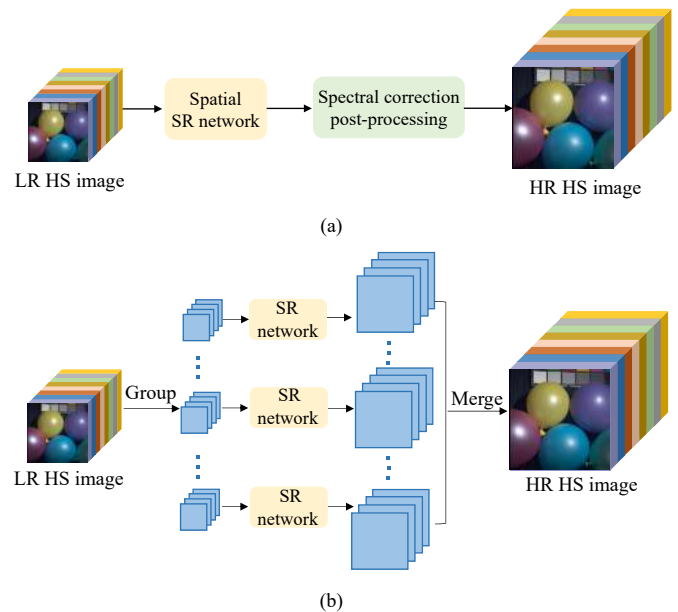 Spatial
SR network
Spectral correction
post-processing
LR HS image
HR HS image
(a)
SR
network
Group
SR
network
Merge
LR HS image
HR HS image
SR
network
(b)